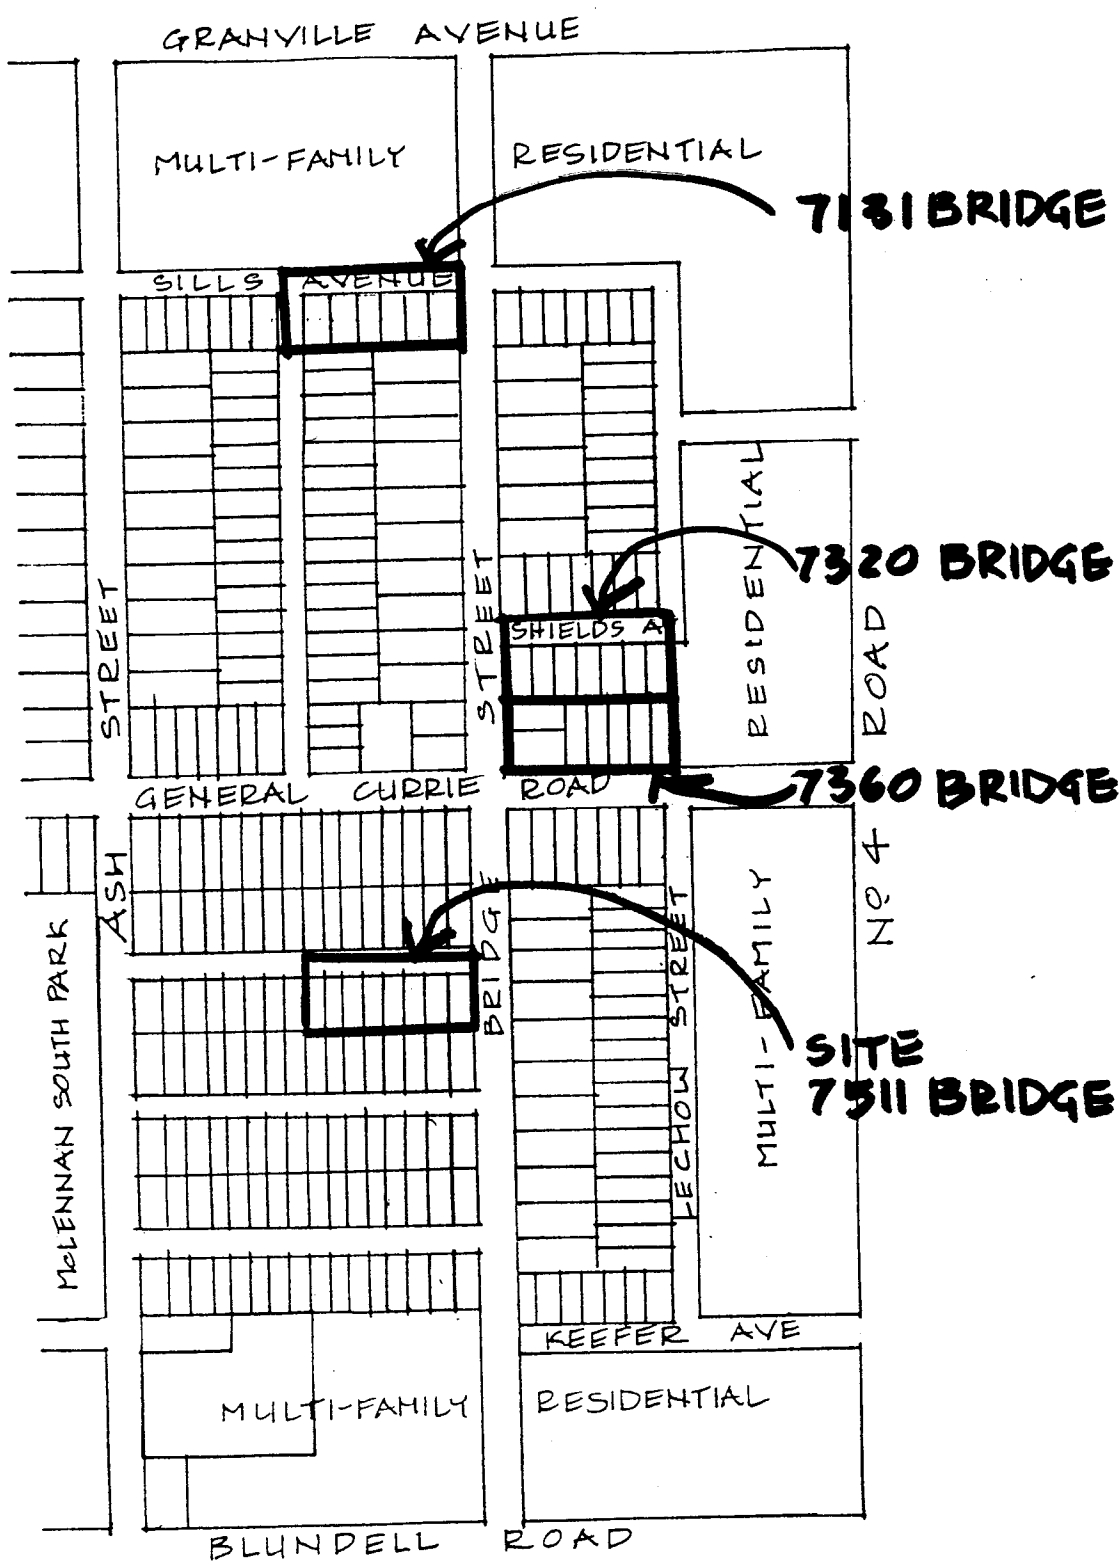 GRANVILLE AVENUE
MULTI-FAMILY
RESIDENTIAL
7131 BRIDGE
SILLS AVENUE
RESIDENTIAL
7320 BRIDGE
STREET
STREET
SHIELDS A
ROAD
GENERAL CURRIE ROAD
7360 BRIDGE
ASH
BRIDGE
No. 4
LECHOW STREET
MULTI-FAMILY
McLENNAN SOUTH PARK
SITE
7511 BRIDGE
KEEFER AVE
MULTI-FAMILY
RESIDENTIAL
BLUNDELL ROAD